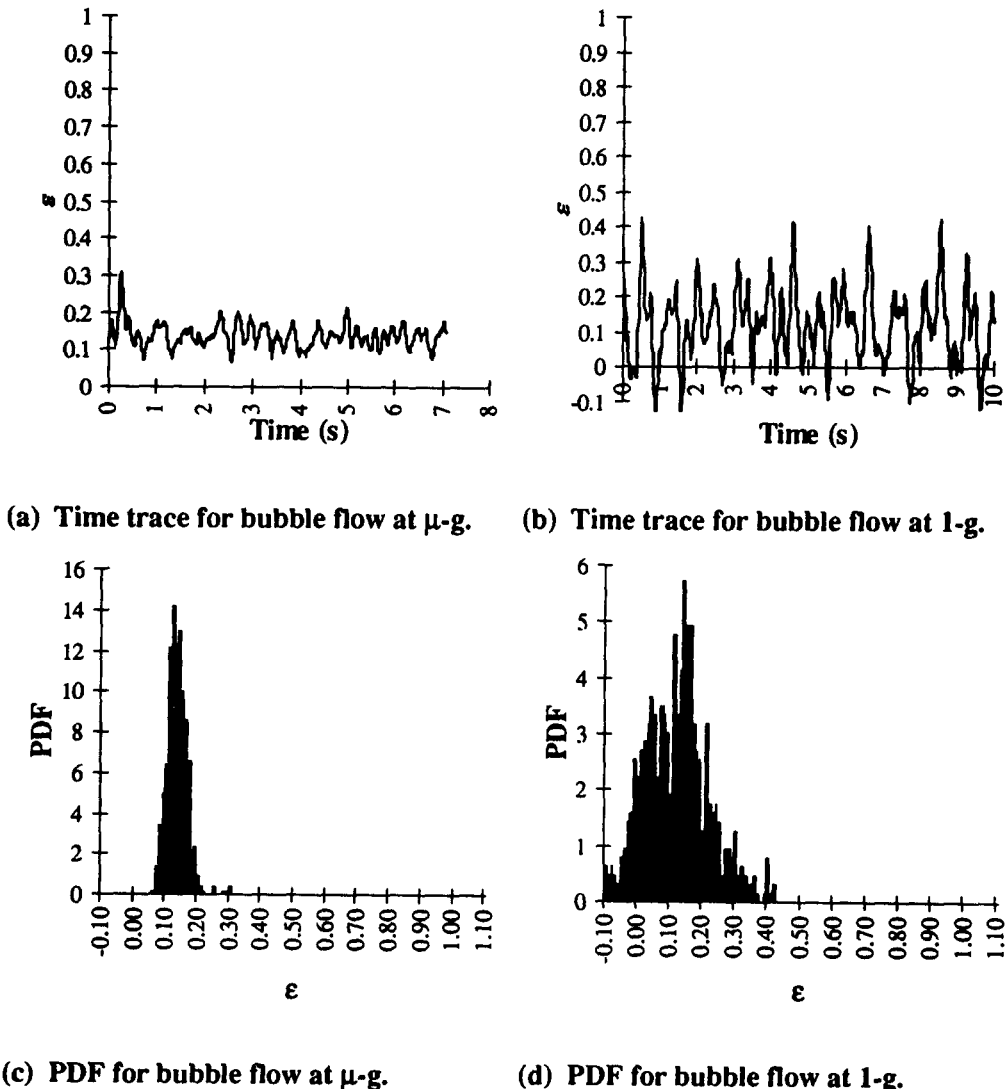 1
0.9
0.8
0.7
0.6
ε 0.5
0.4
0.3
0.2
0.1
0
0 1 2 3 4 5 6 7 8
Time (s)
(a) Time trace for bubble flow at μ-g.
1
0.9
0.8
0.7
0.6
ε 0.5
0.4
0.3
0.2
0.1
0
-0.1
0 1 2 3 4 5 6 7 8 9 10
Time (s)
(b) Time trace for bubble flow at 1-g.
16
14
12
10
PDF
8
6
4
2
0
-0.10 0.00 0.10 0.20 0.30 0.40 0.50 0.60 0.70 0.80 0.90 1.00 1.10
ε
(c) PDF for bubble flow at μ-g.
6
5
4
PDF
3
2
1
0
-0.10 0.00 0.10 0.20 0.30 0.40 0.50 0.60 0.70 0.80 0.90 1.00 1.10
ε
(d) PDF for bubble flow at 1-g.